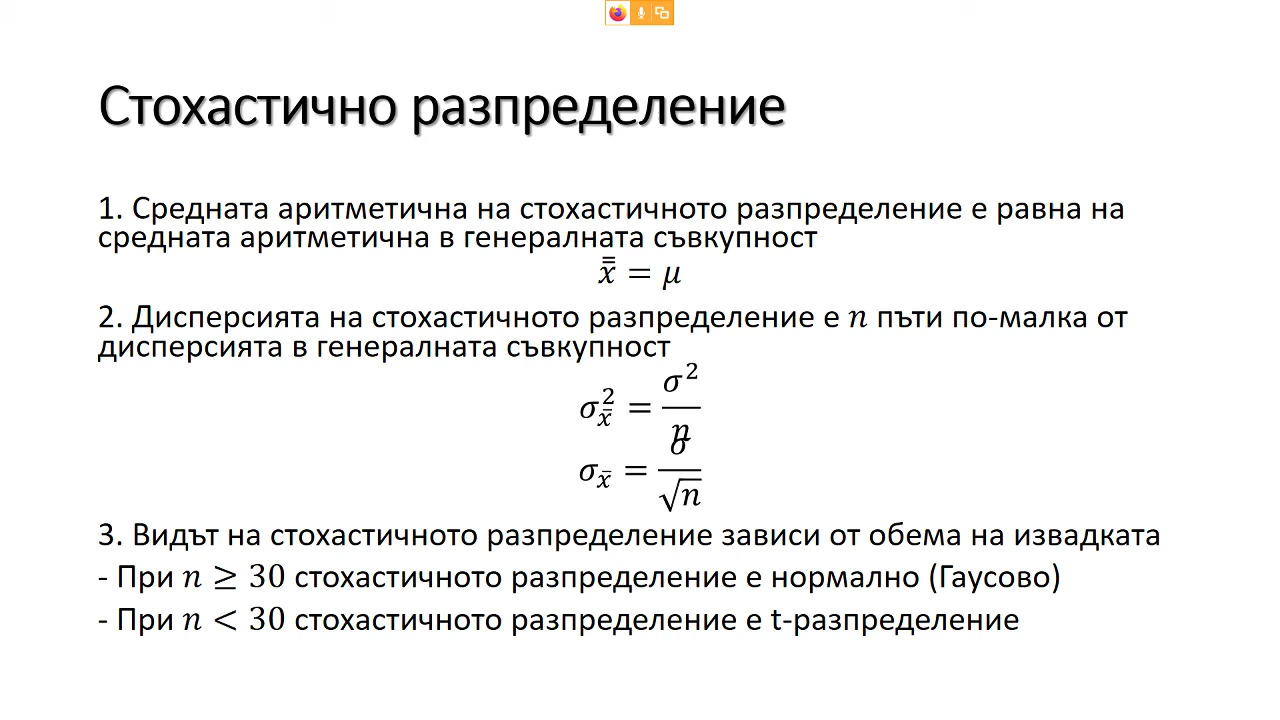 Стохастично разпределение
1. Средната аритметична на стохастичното разпределение е равна на
средната аритметична в генералната съвкупност
x̿ = μ
2. Дисперсията на стохастичното разпределение е n пъти по-малка от
дисперсията в генералната съвкупност
σ²_x̄ = σ²/n
σ_x̄ = σ/√n
3. Видът на стохастичното разпределение зависи от обема на извадката
- При n ≥ 30 стохастичното разпределение е нормално (Гаусово)
- При n < 30 стохастичното разпределение е t-разпределение